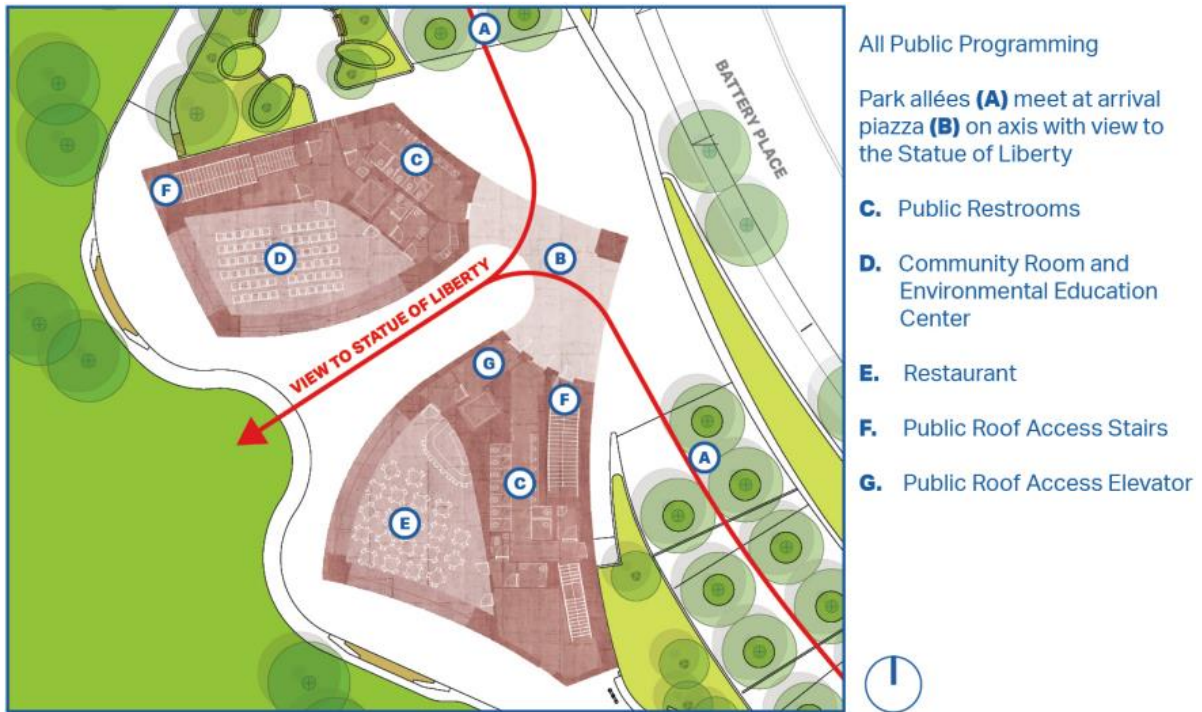 A
BATTERY PLACE
C
F
D
B
VIEW TO STATUE OF LIBERTY
G
F
A
C
E
All Public Programming
Park allées (A) meet at arrival
piazza (B) on axis with view to
the Statue of Liberty
C. Public Restrooms
D. Community Room and
Environmental Education
Center
E. Restaurant
F. Public Roof Access Stairs
G. Public Roof Access Elevator